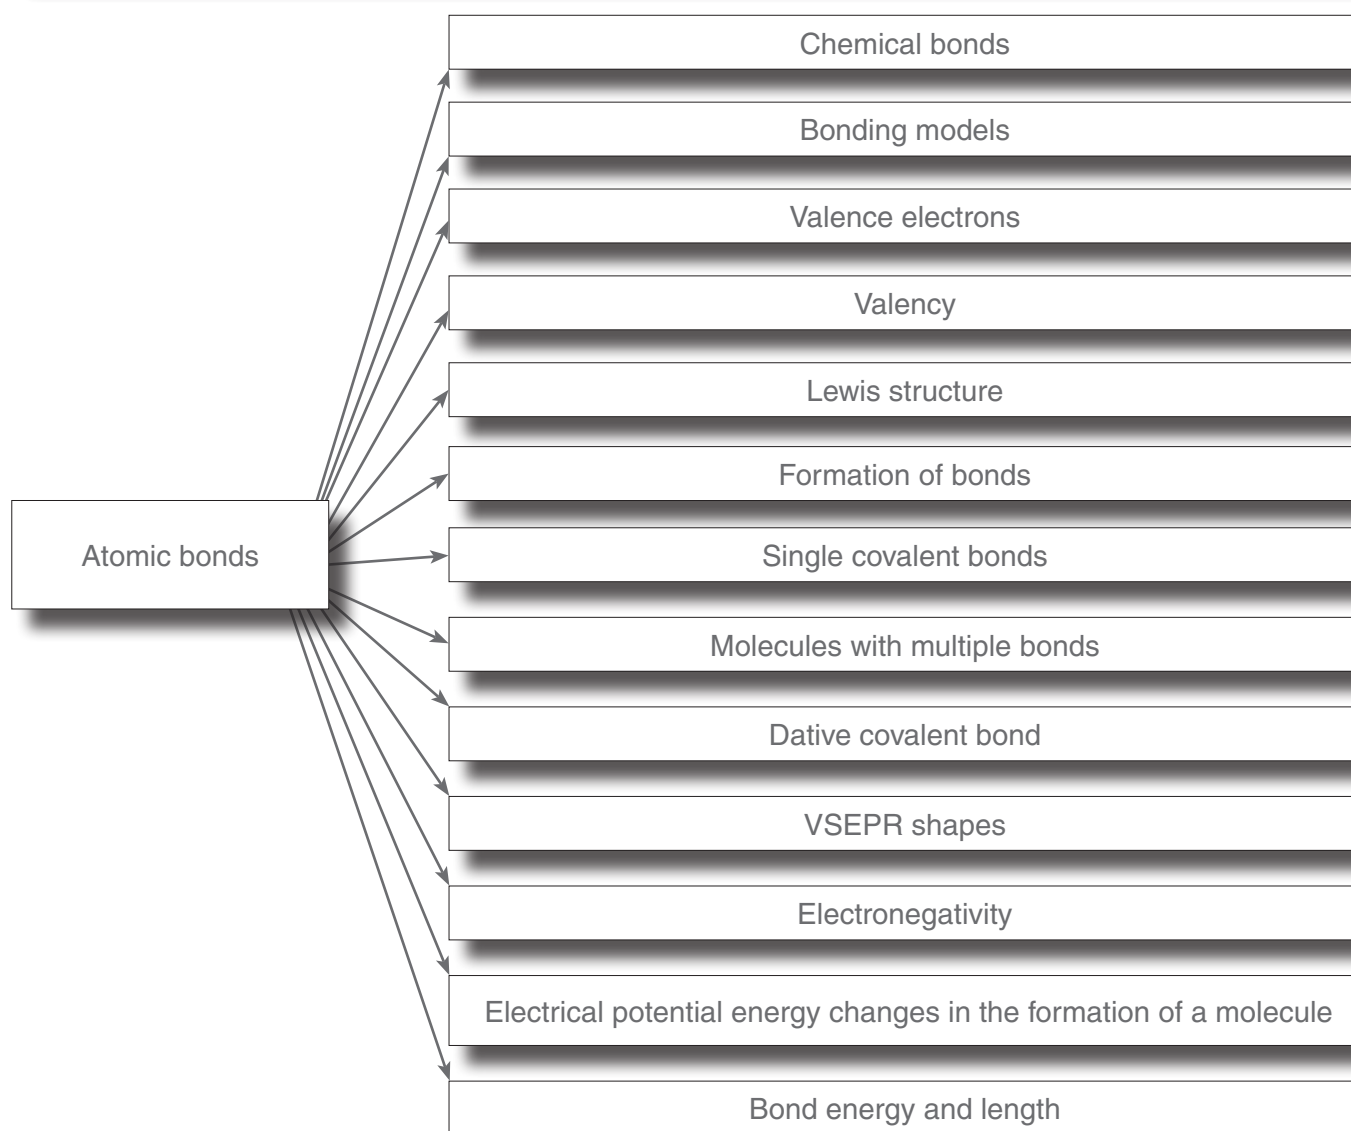 Chemical bonds
Bonding models
Valence electrons
Valency
Lewis structure
Formation of bonds
Atomic bonds
Single covalent bonds
Molecules with multiple bonds
Dative covalent bond
VSEPR shapes
Electronegativity
Electrical potential energy changes in the formation of a molecule
Bond energy and length